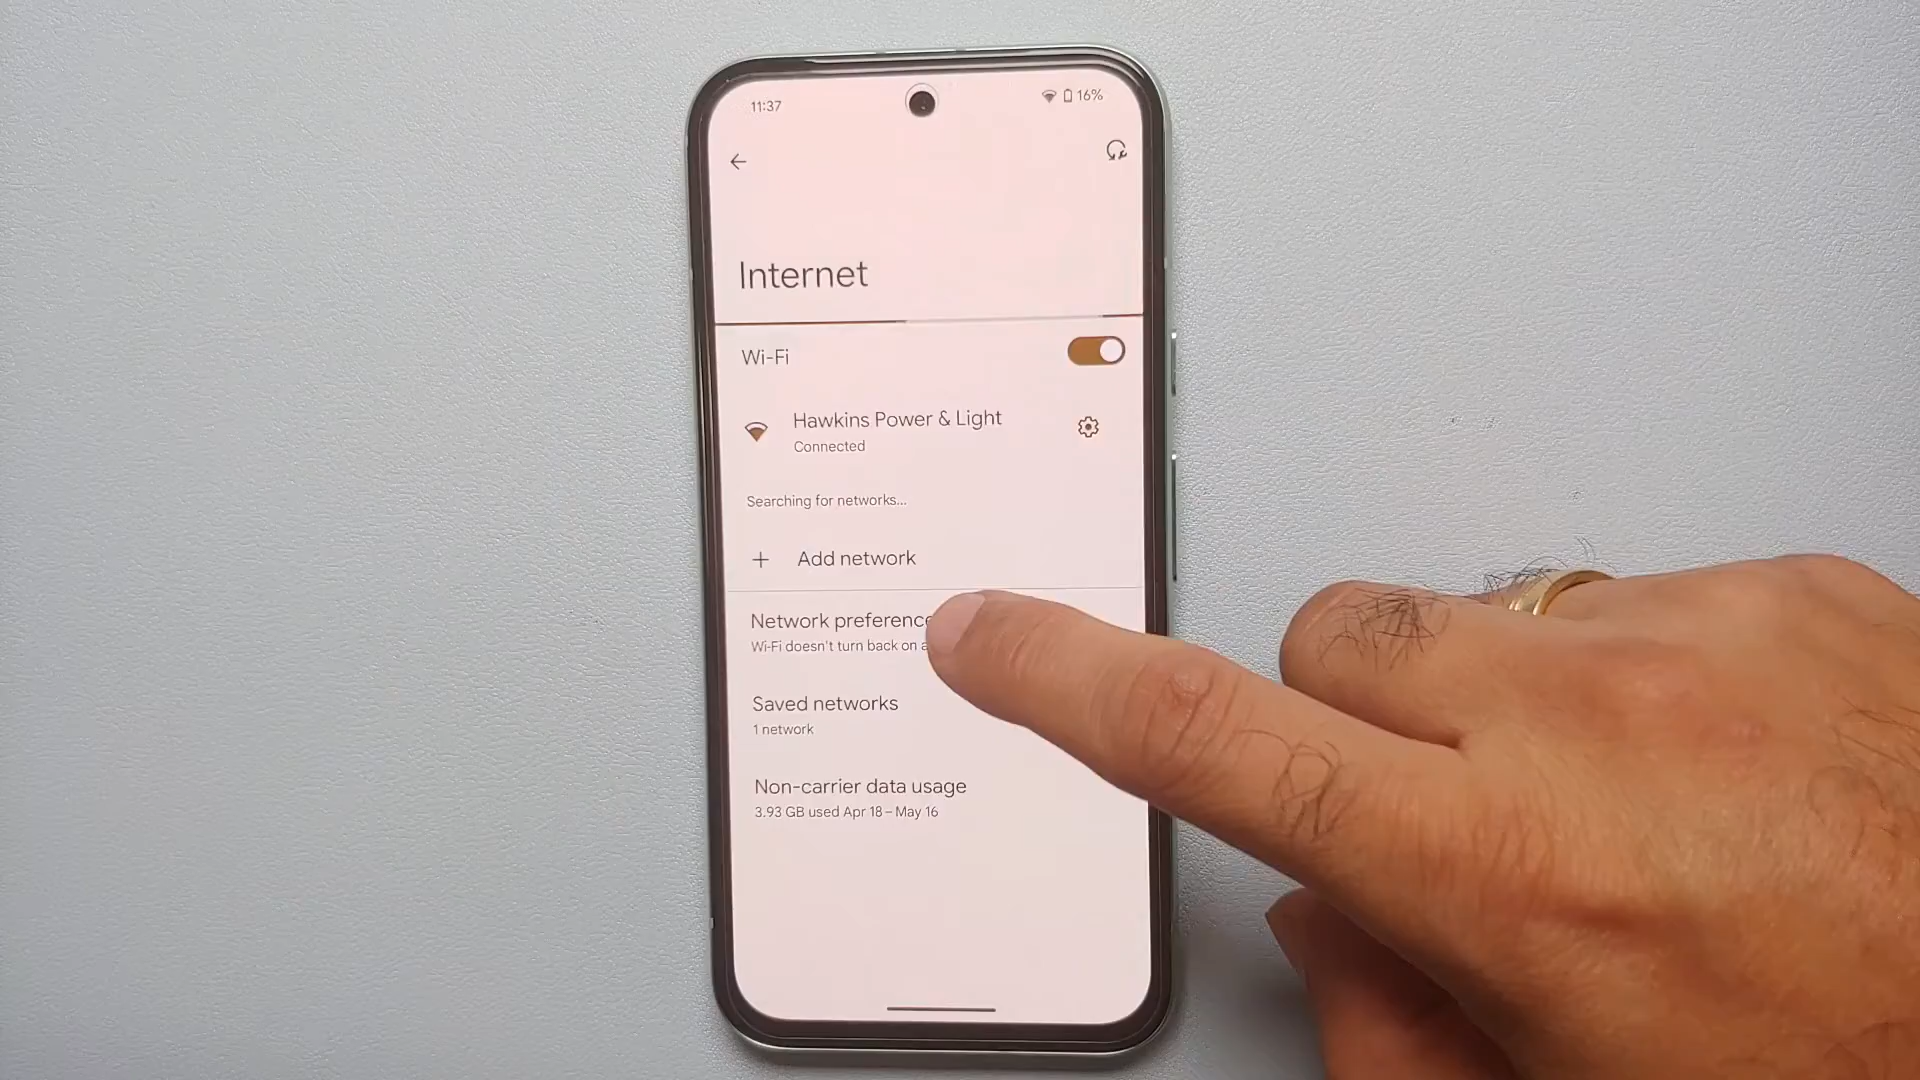 11:37
16%
Internet
Wi-Fi
Hawkins Power & Light
Connected
Searching for networks...
+ Add network
Network preference
Wi-Fi doesn't turn back on
Saved networks
1 network
Non-carrier data usage
3.93 GB used Apr 18 – May 16